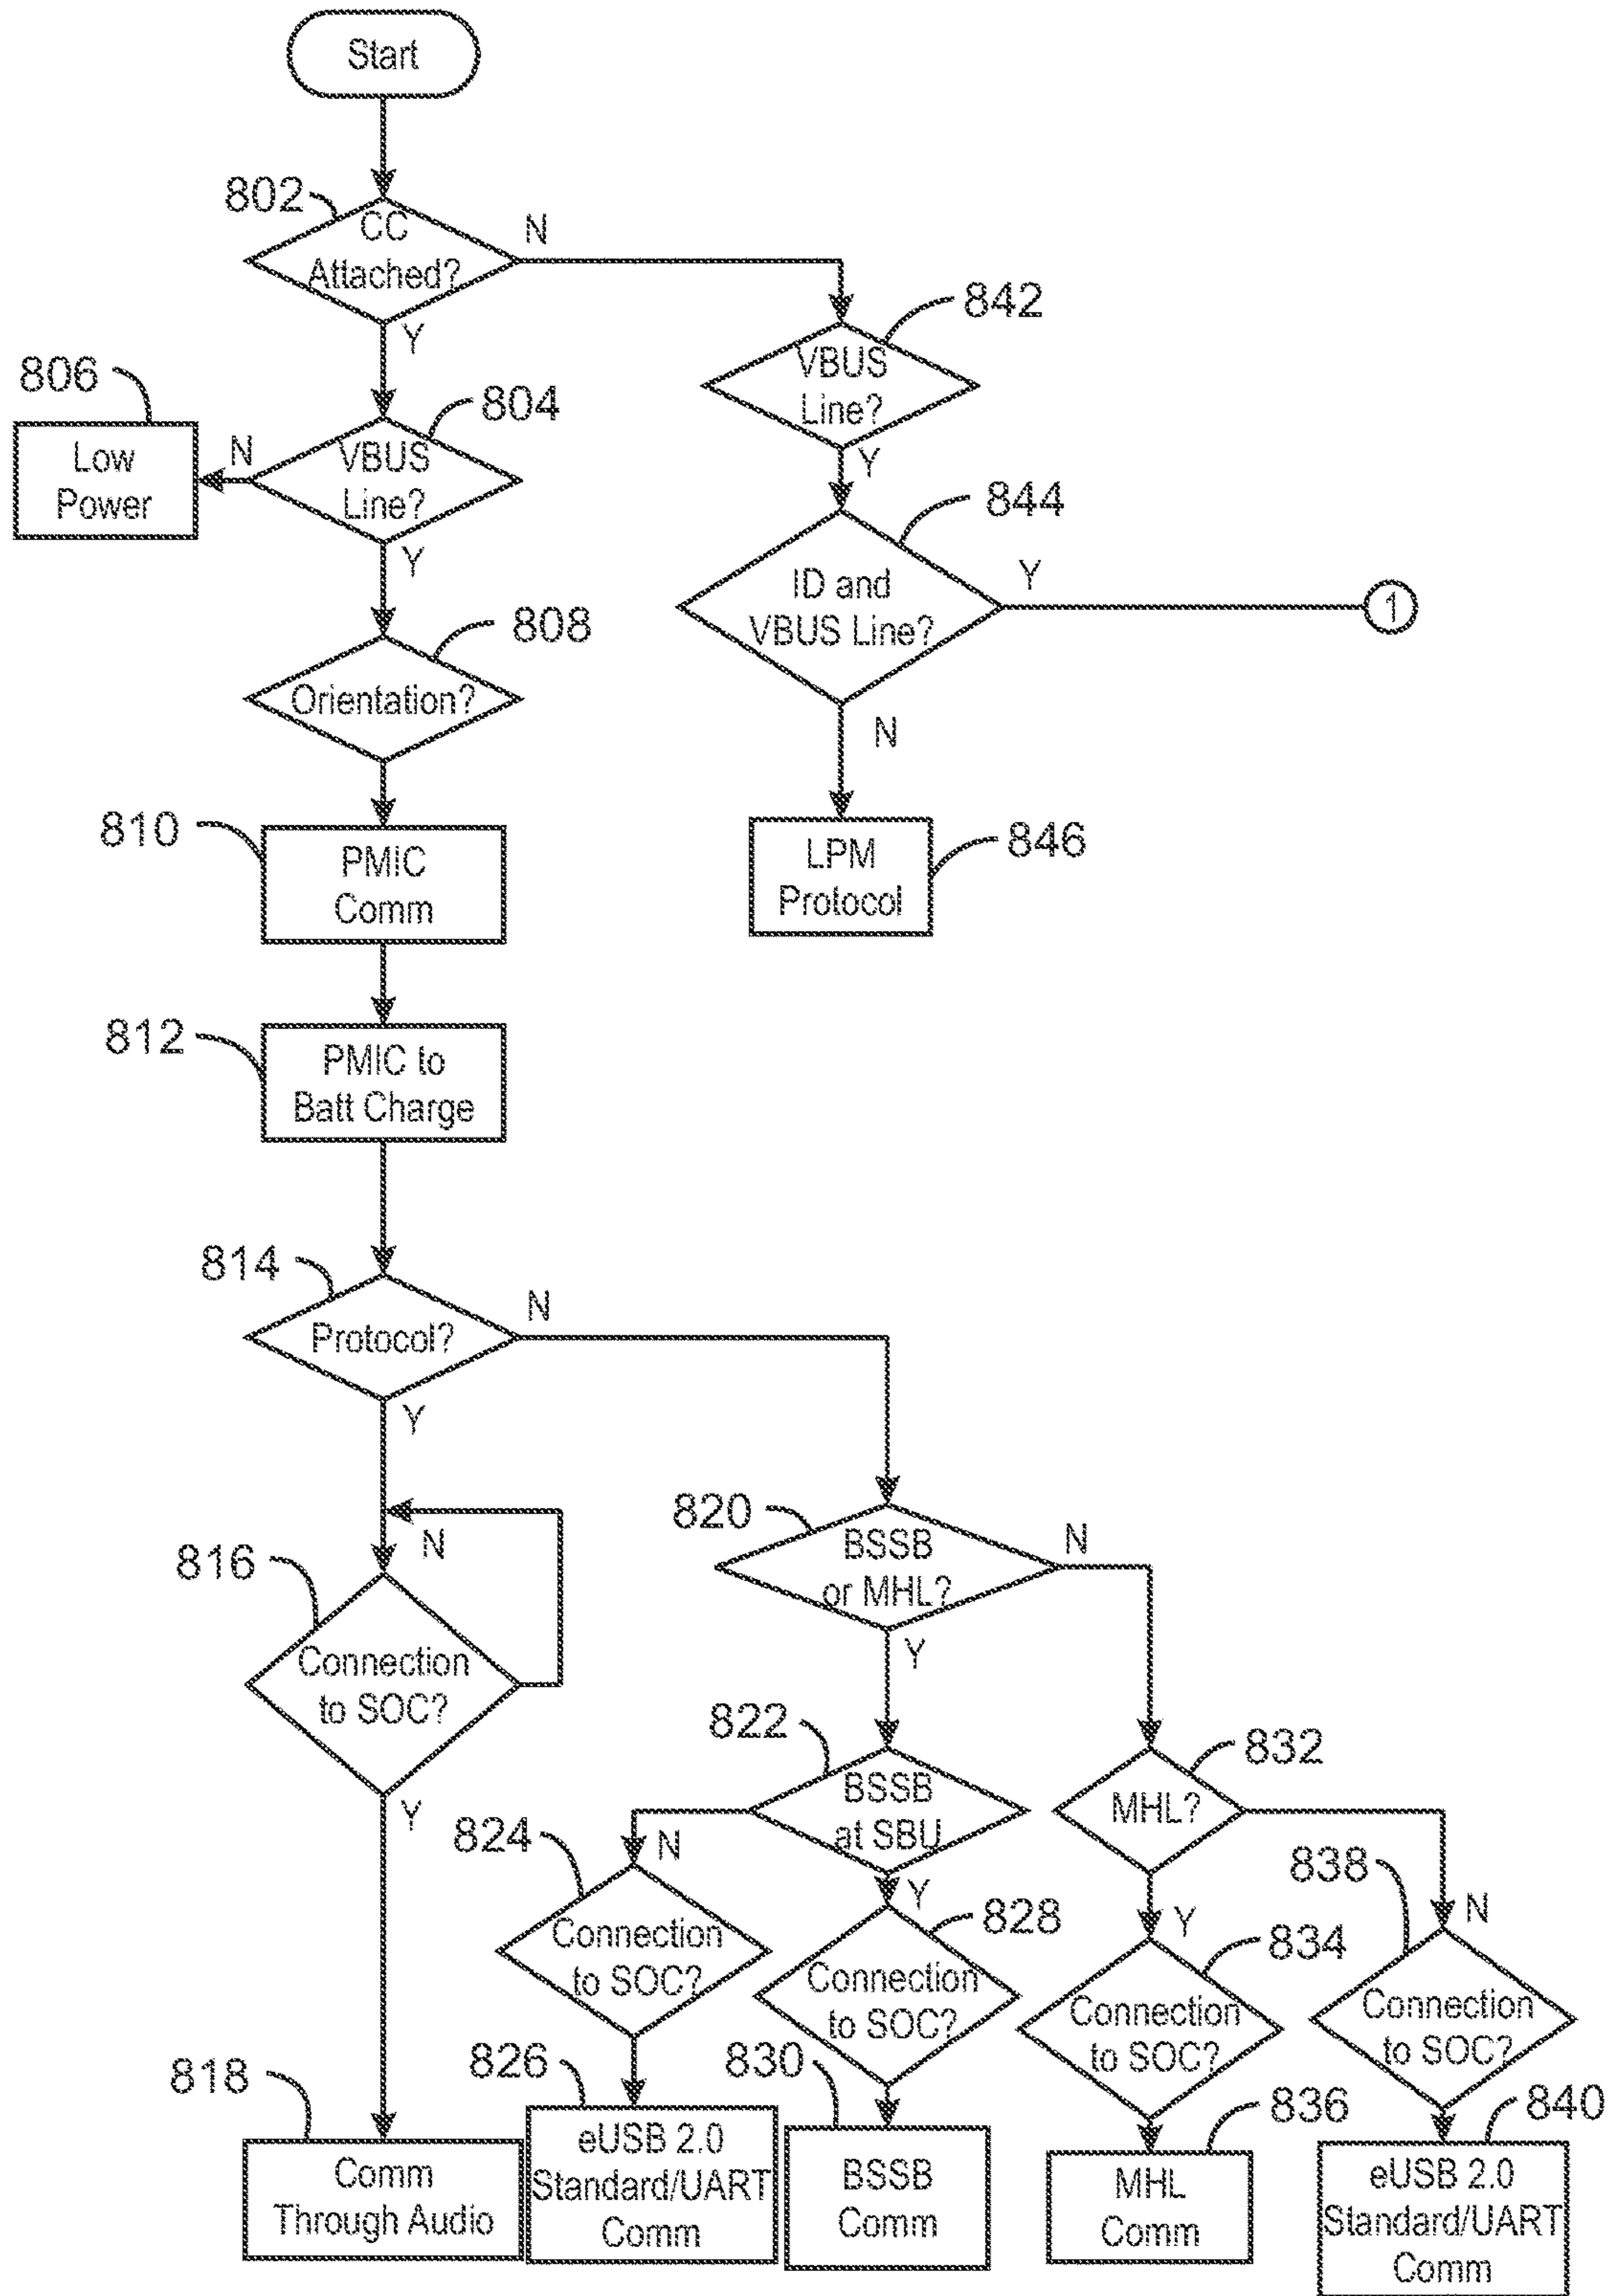 Start
802
CC
Attached?
N
Y
842
VBUS
Line?
Y
806
Low
Power
N
804
VBUS
Line?
Y
844
ID and
VBUS Line?
Y
1
N
808
Orientation?
846
LPM
Protocol
810
PMIC
Comm
812
PMIC to
Batt Charge
814
Protocol?
N
Y
816
N
Connection
to SOC?
Y
820
BSSB
or MHL?
N
Y
822
BSSB
at SBU
N
Y
832
MHL?
Y
N
824
Connection
to SOC?
828
Connection
to SOC?
834
Connection
to SOC?
838
Connection
to SOC?
818
Comm
Through Audio
826
eUSB 2.0
Standard/UART
Comm
830
BSSB
Comm
836
MHL
Comm
840
eUSB 2.0
Standard/UART
Comm